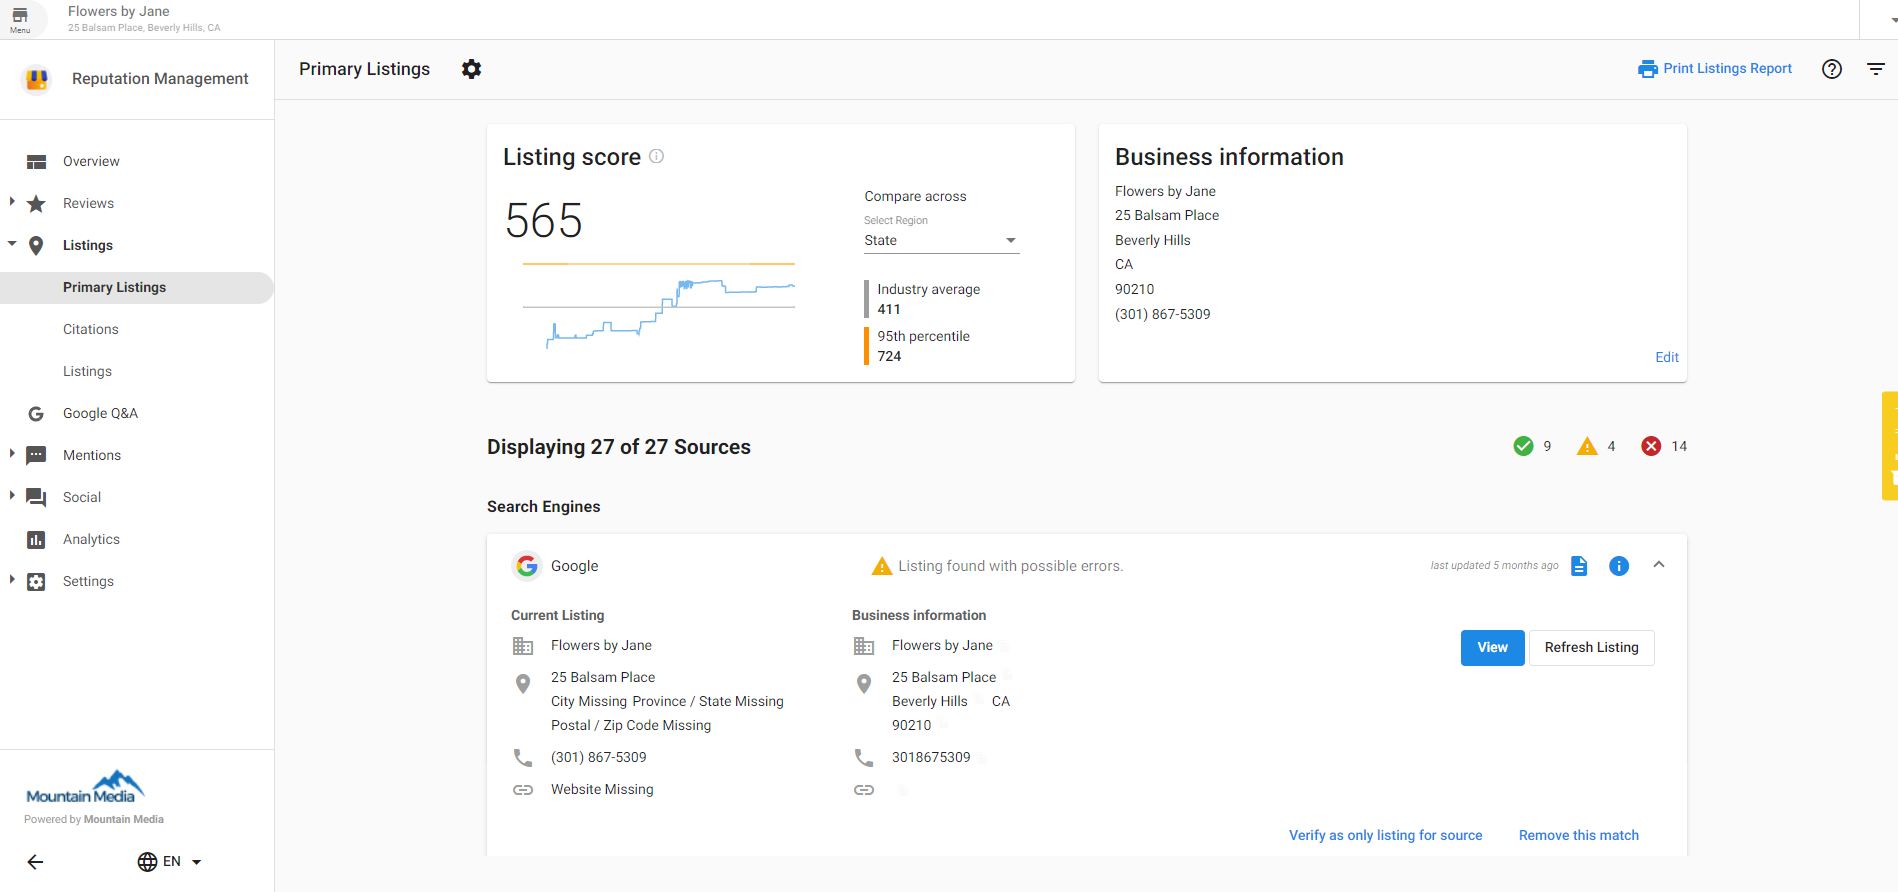 Menu
Flowers by Jane
25 Balsam Place, Beverly Hills, CA
Reputation Management
Overview
Reviews
Listings
Primary Listings
Citations
Listings
Google Q&A
Mentions
Social
Analytics
Settings
Mountain Media
Powered by Mountain Media
EN
Primary Listings
Print Listings Report
Listing score
565
Compare across
Select Region
State
Industry average
411
95th percentile
724
Business information
Flowers by Jane
25 Balsam Place
Beverly Hills
CA
90210
(301) 867-5309
Edit
Displaying 27 of 27 Sources
9
4
14
Search Engines
Google
Listing found with possible errors.
last updated 5 months ago
Current Listing
Flowers by Jane
25 Balsam Place
City Missing Province / State Missing
Postal / Zip Code Missing
(301) 867-5309
Website Missing
Business information
Flowers by Jane
25 Balsam Place
Beverly Hills CA
90210
3018675309
View
Refresh Listing
Verify as only listing for source
Remove this match